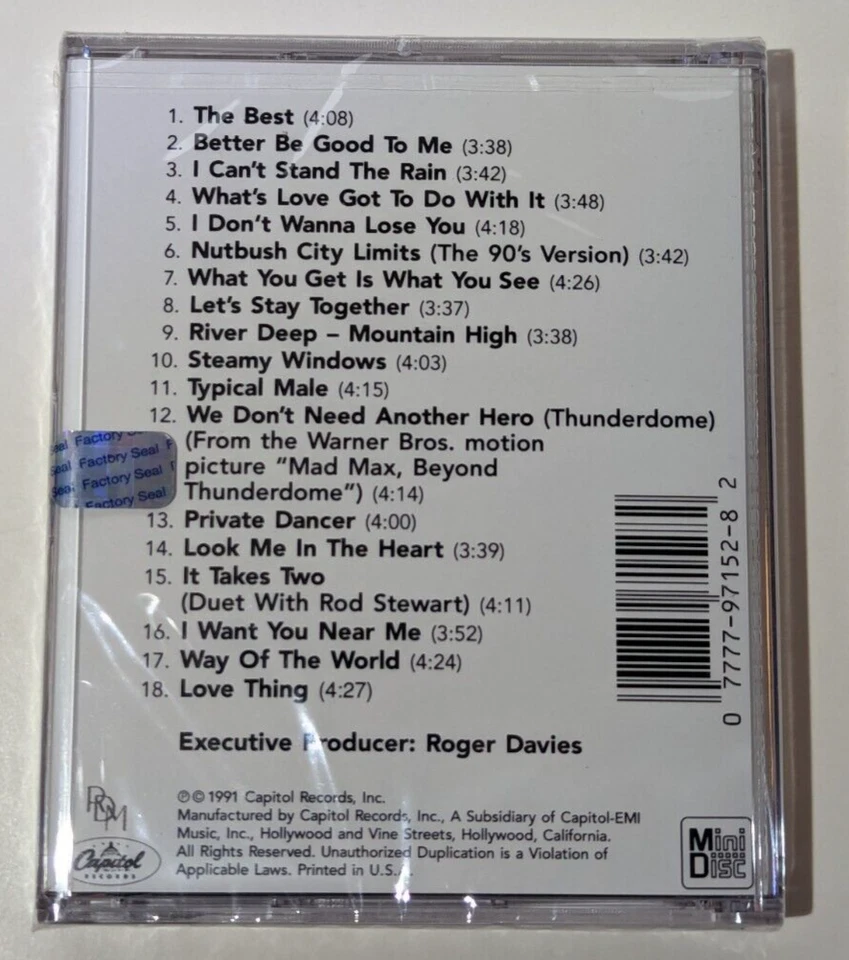 1. The Best (4:08)
2. Better Be Good To Me (3:38)
3. I Can't Stand The Rain (3:42)
4. What's Love Got To Do With It (3:48)
5. I Don't Wanna Lose You (4:18)
6. Nutbush City Limits (The 90's Version) (3:42)
7. What You Get Is What You See (4:26)
8. Let's Stay Together (3:37)
9. River Deep – Mountain High (3:38)
10. Steamy Windows (4:03)
11. Typical Male (4:15)
12. We Don't Need Another Hero (Thunderdome)
(From the Warner Bros. motion
picture "Mad Max, Beyond
Thunderdome") (4:14)
13. Private Dancer (4:00)
14. Look Me In The Heart (3:39)
15. It Takes Two
(Duet With Rod Stewart) (4:11)
16. I Want You Near Me (3:52)
17. Way Of The World (4:24)
18. Love Thing (4:27)
Factory Seal
Factory Seal
Factory Seal
Factory Seal
0 7777-97152-8 2
Executive Producer: Roger Davies
℗© 1991 Capitol Records, Inc.
Manufactured by Capitol Records, Inc., A Subsidiary of Capitol-EMI
Music, Inc., Hollywood and Vine Streets, Hollywood, California.
All Rights Reserved. Unauthorized Duplication is a Violation of
Applicable Laws. Printed in U.S.A.
RDM
Capitol
RECORDS
Mini
Disc